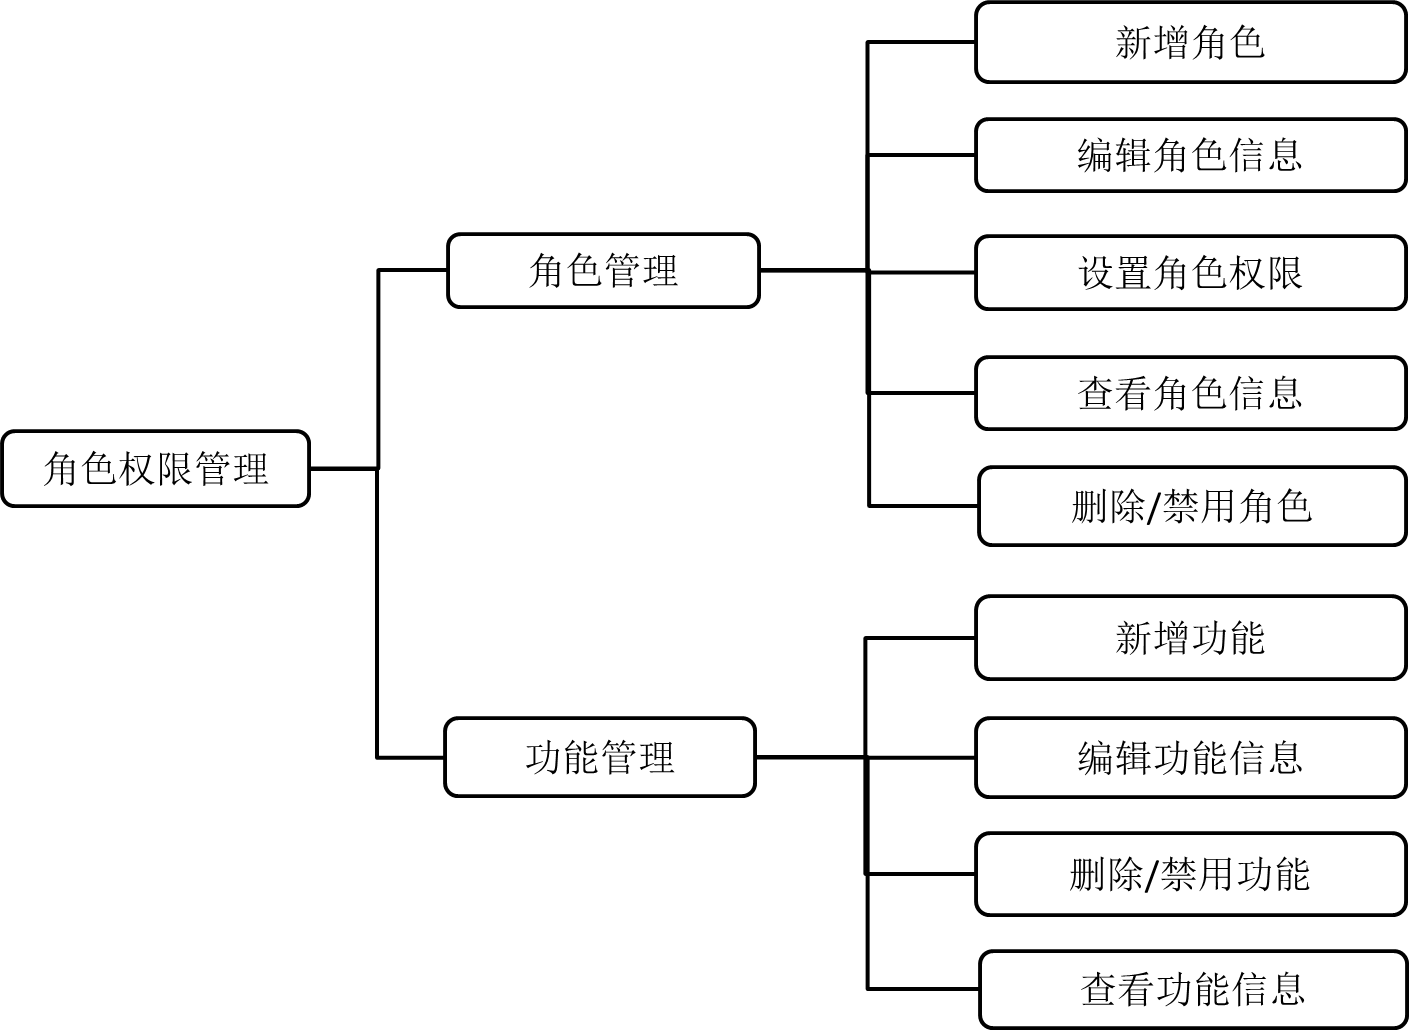 角色权限管理
角色管理
新增角色
编辑角色信息
设置角色权限
查看角色信息
删除/禁用角色
功能管理
新增功能
编辑功能信息
删除/禁用功能
查看功能信息